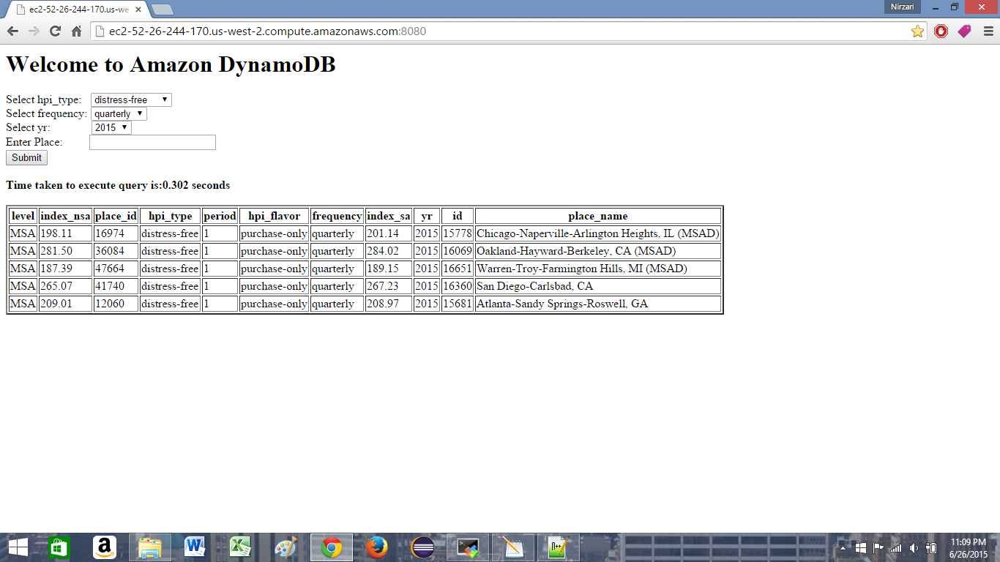 ec2-52-26-244-170.us-we
Nirzari
ec2-52-26-244-170.us-west-2.compute.amazonaws.com:8080
Welcome to Amazon DynamoDB
Select hpi_type: distress-free
Select frequency: quarterly
Select yr: 2015
Enter Place:
Submit
Time taken to execute query is:0.302 seconds
level index_nsa place_id hpi_type period hpi_flavor frequency index_sa yr id place_name
MSA 198.11 16974 distress-free 1 purchase-only quarterly 201.14 2015 15778 Chicago-Naperville-Arlington Heights, IL (MSAD)
MSA 281.50 36084 distress-free 1 purchase-only quarterly 284.02 2015 16069 Oakland-Hayward-Berkeley, CA (MSAD)
MSA 187.39 47664 distress-free 1 purchase-only quarterly 189.15 2015 16651 Warren-Troy-Farmington Hills, MI (MSAD)
MSA 265.07 41740 distress-free 1 purchase-only quarterly 267.23 2015 16360 San Diego-Carlsbad, CA
MSA 209.01 12060 distress-free 1 purchase-only quarterly 208.97 2015 15681 Atlanta-Sandy Springs-Roswell, GA
11:09 PM
6/26/2015